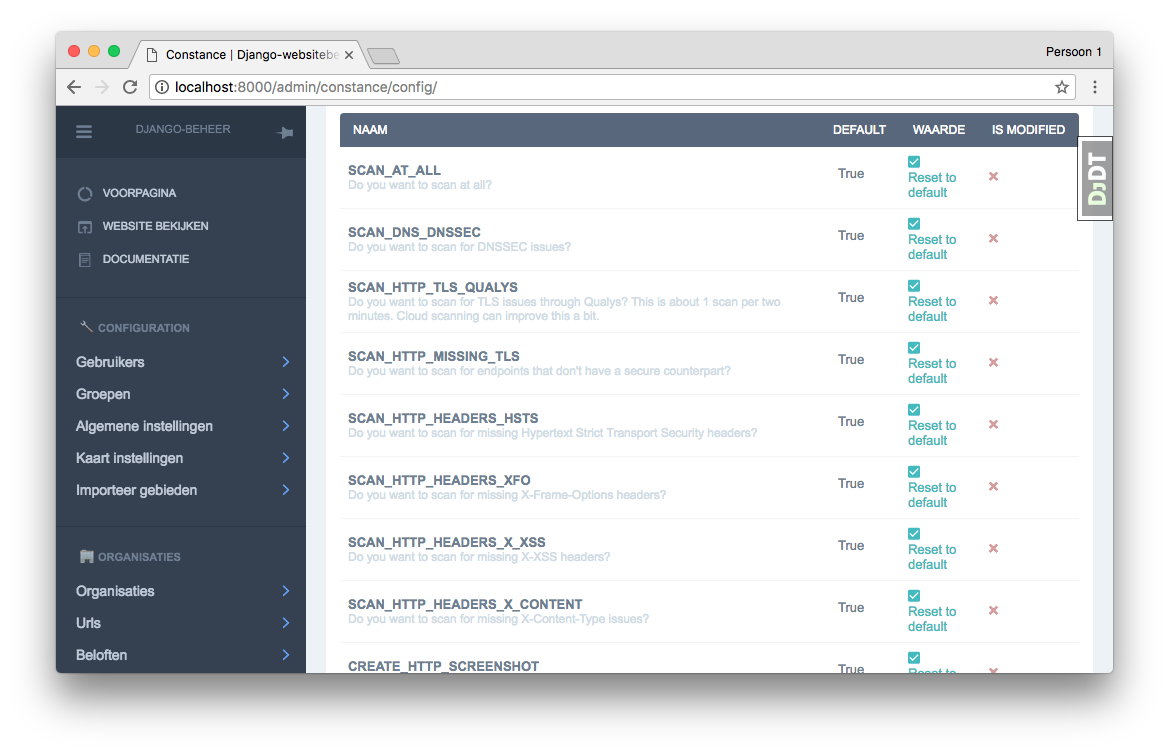 Constance | Django-websitebe
Persoon 1
localhost:8000/admin/constance/config/
DJANGO-BEHEER
VOORPAGINA
WEBSITE BEKIJKEN
DOCUMENTATIE
CONFIGURATION
Gebruikers
Groepen
Algemene instellingen
Kaart instellingen
Importeer gebieden
ORGANISATIES
Organisaties
Urls
Beloften
NAAM DEFAULT WAARDE IS MODIFIED
SCAN_AT_ALL
Do you want to scan at all?
True
Reset to
default
SCAN_DNS_DNSSEC
Do you want to scan for DNSSEC issues?
True
Reset to
default
SCAN_HTTP_TLS_QUALYS
Do you want to scan for TLS issues through Qualys? This is about 1 scan per two
minutes. Cloud scanning can improve this a bit.
True
Reset to
default
SCAN_HTTP_MISSING_TLS
Do you want to scan for endpoints that don't have a secure counterpart?
True
Reset to
default
SCAN_HTTP_HEADERS_HSTS
Do you want to scan for missing Hypertext Strict Transport Security headers?
True
Reset to
default
SCAN_HTTP_HEADERS_XFO
Do you want to scan for missing X-Frame-Options headers?
True
Reset to
default
SCAN_HTTP_HEADERS_X_XSS
Do you want to scan for missing X-XSS headers?
True
Reset to
default
SCAN_HTTP_HEADERS_X_CONTENT
Do you want to scan for missing X-Content-Type issues?
True
Reset to
default
CREATE_HTTP_SCREENSHOT
True
Reset to
DJDT